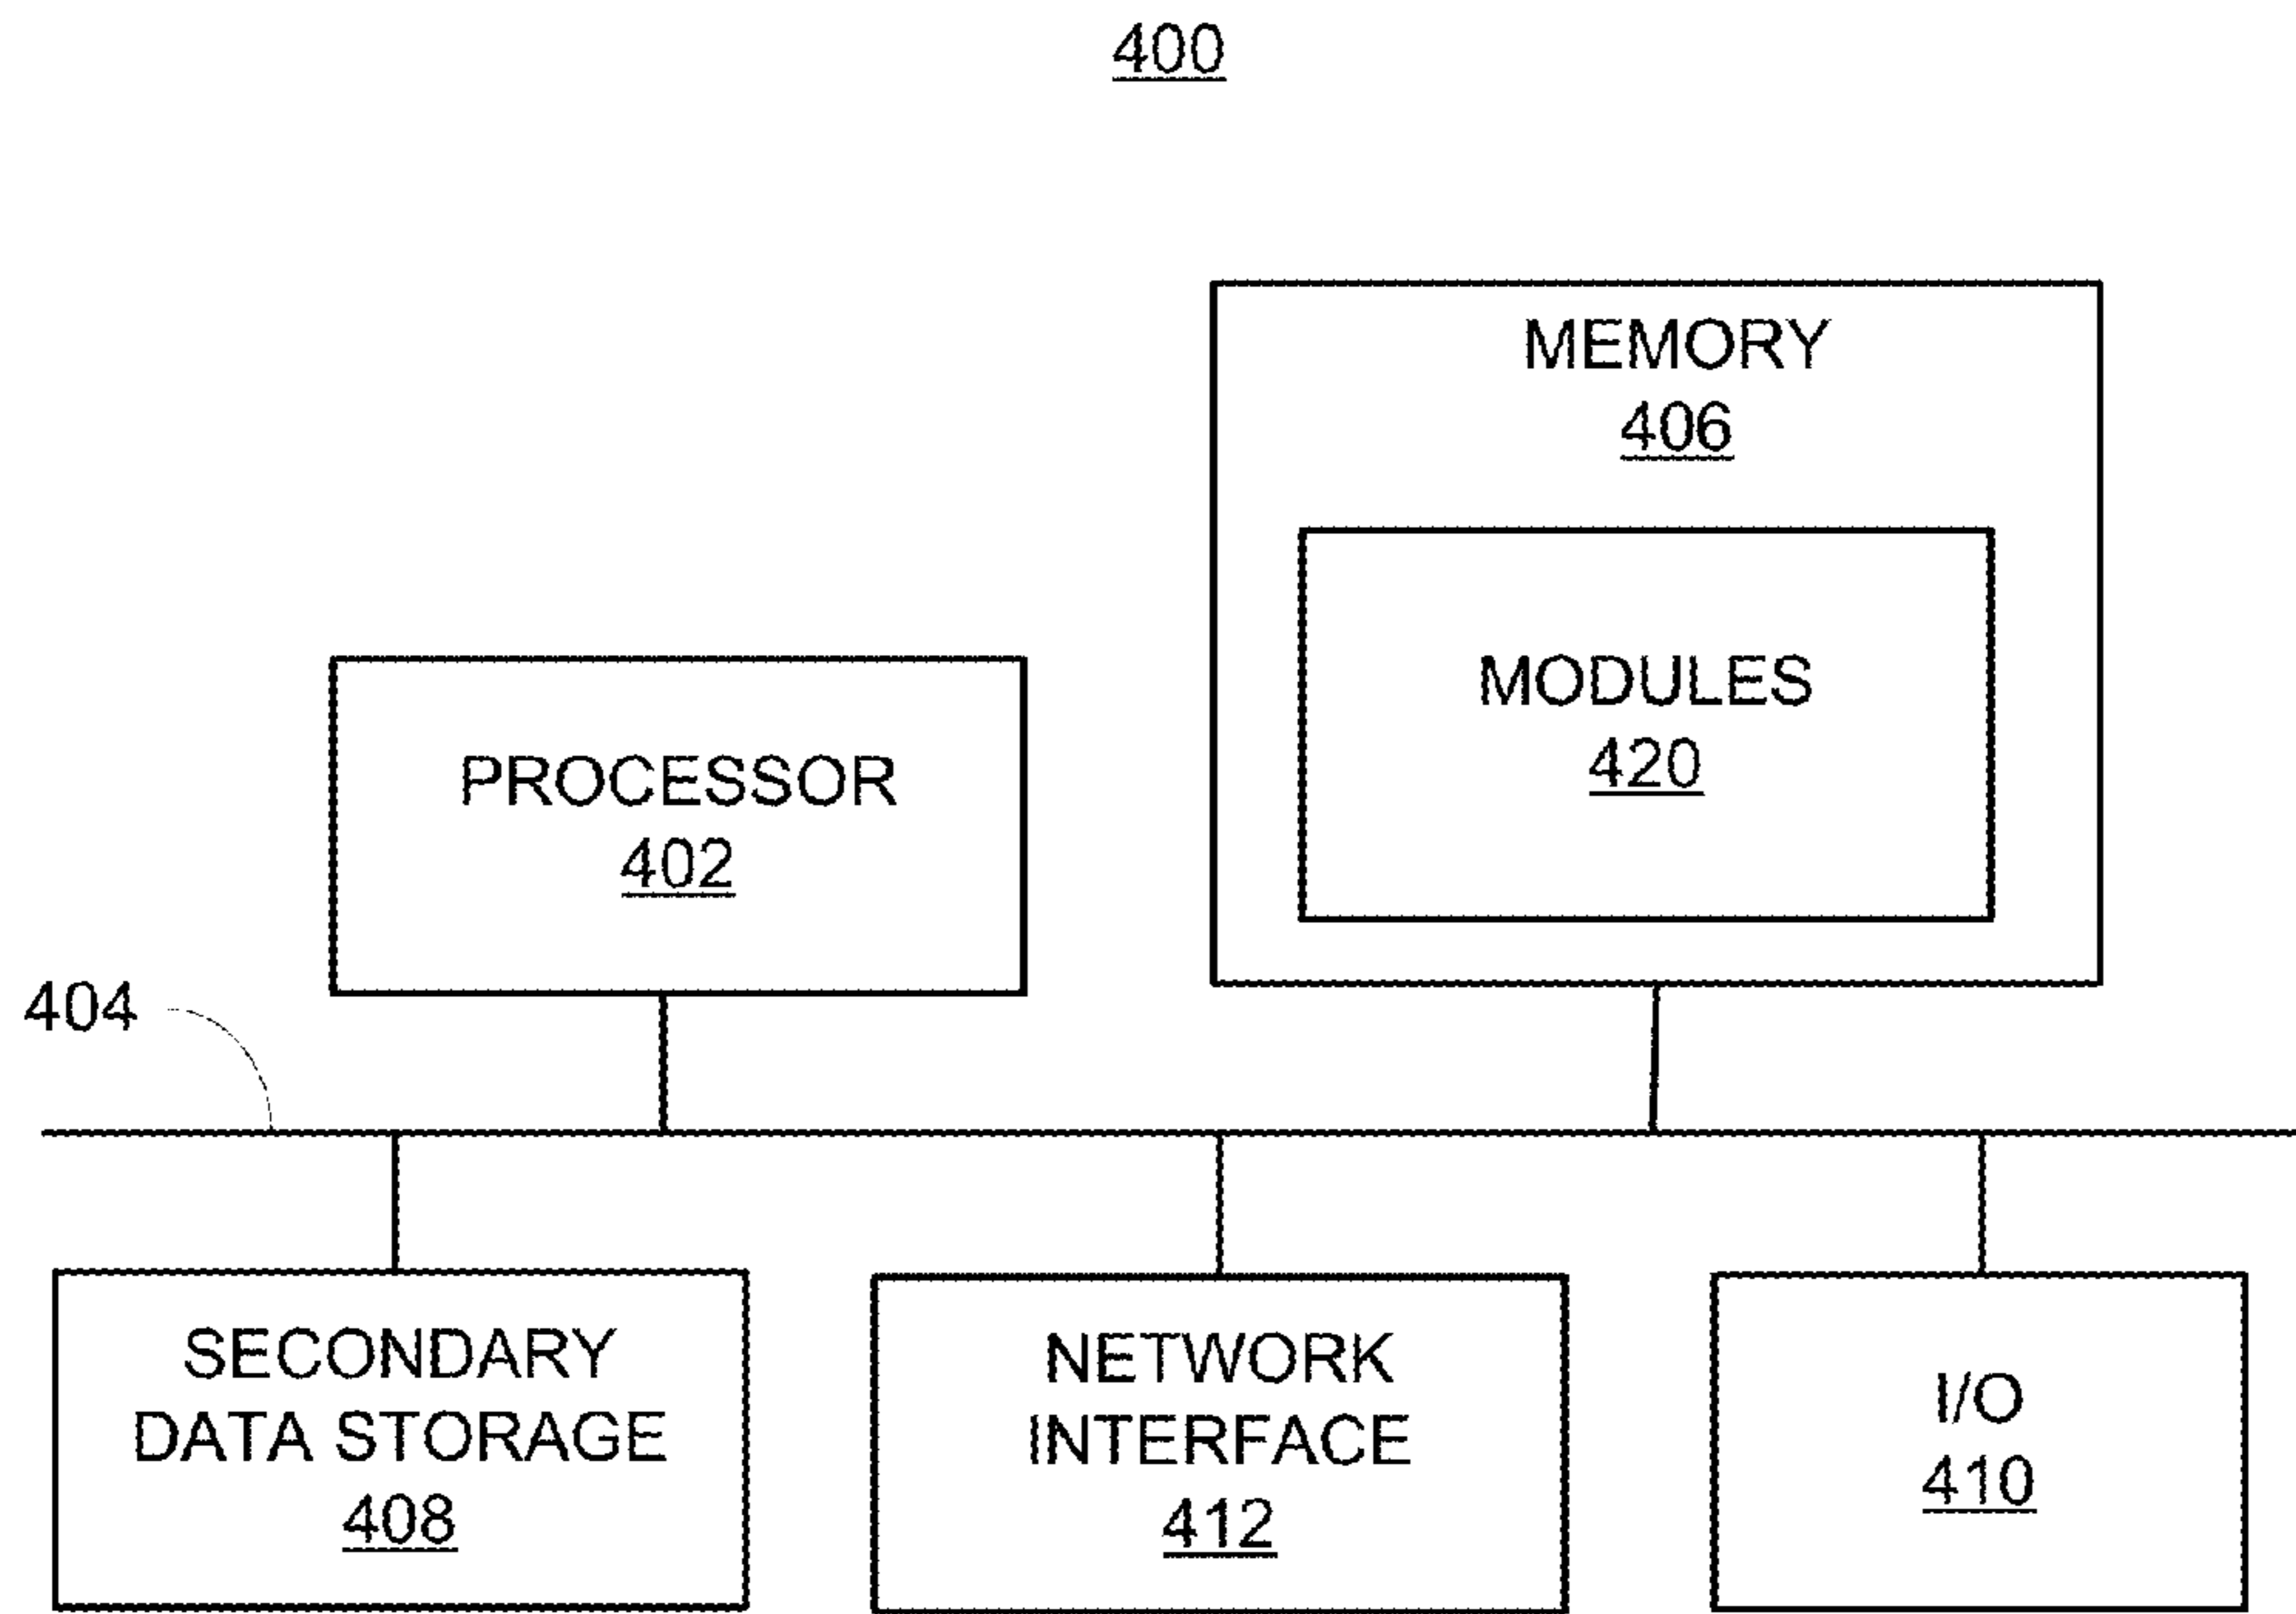 400
MEMORY
406
MODULES
420
PROCESSOR
402
404
SECONDARY
DATA STORAGE
408
NETWORK
INTERFACE
412
I/O
410